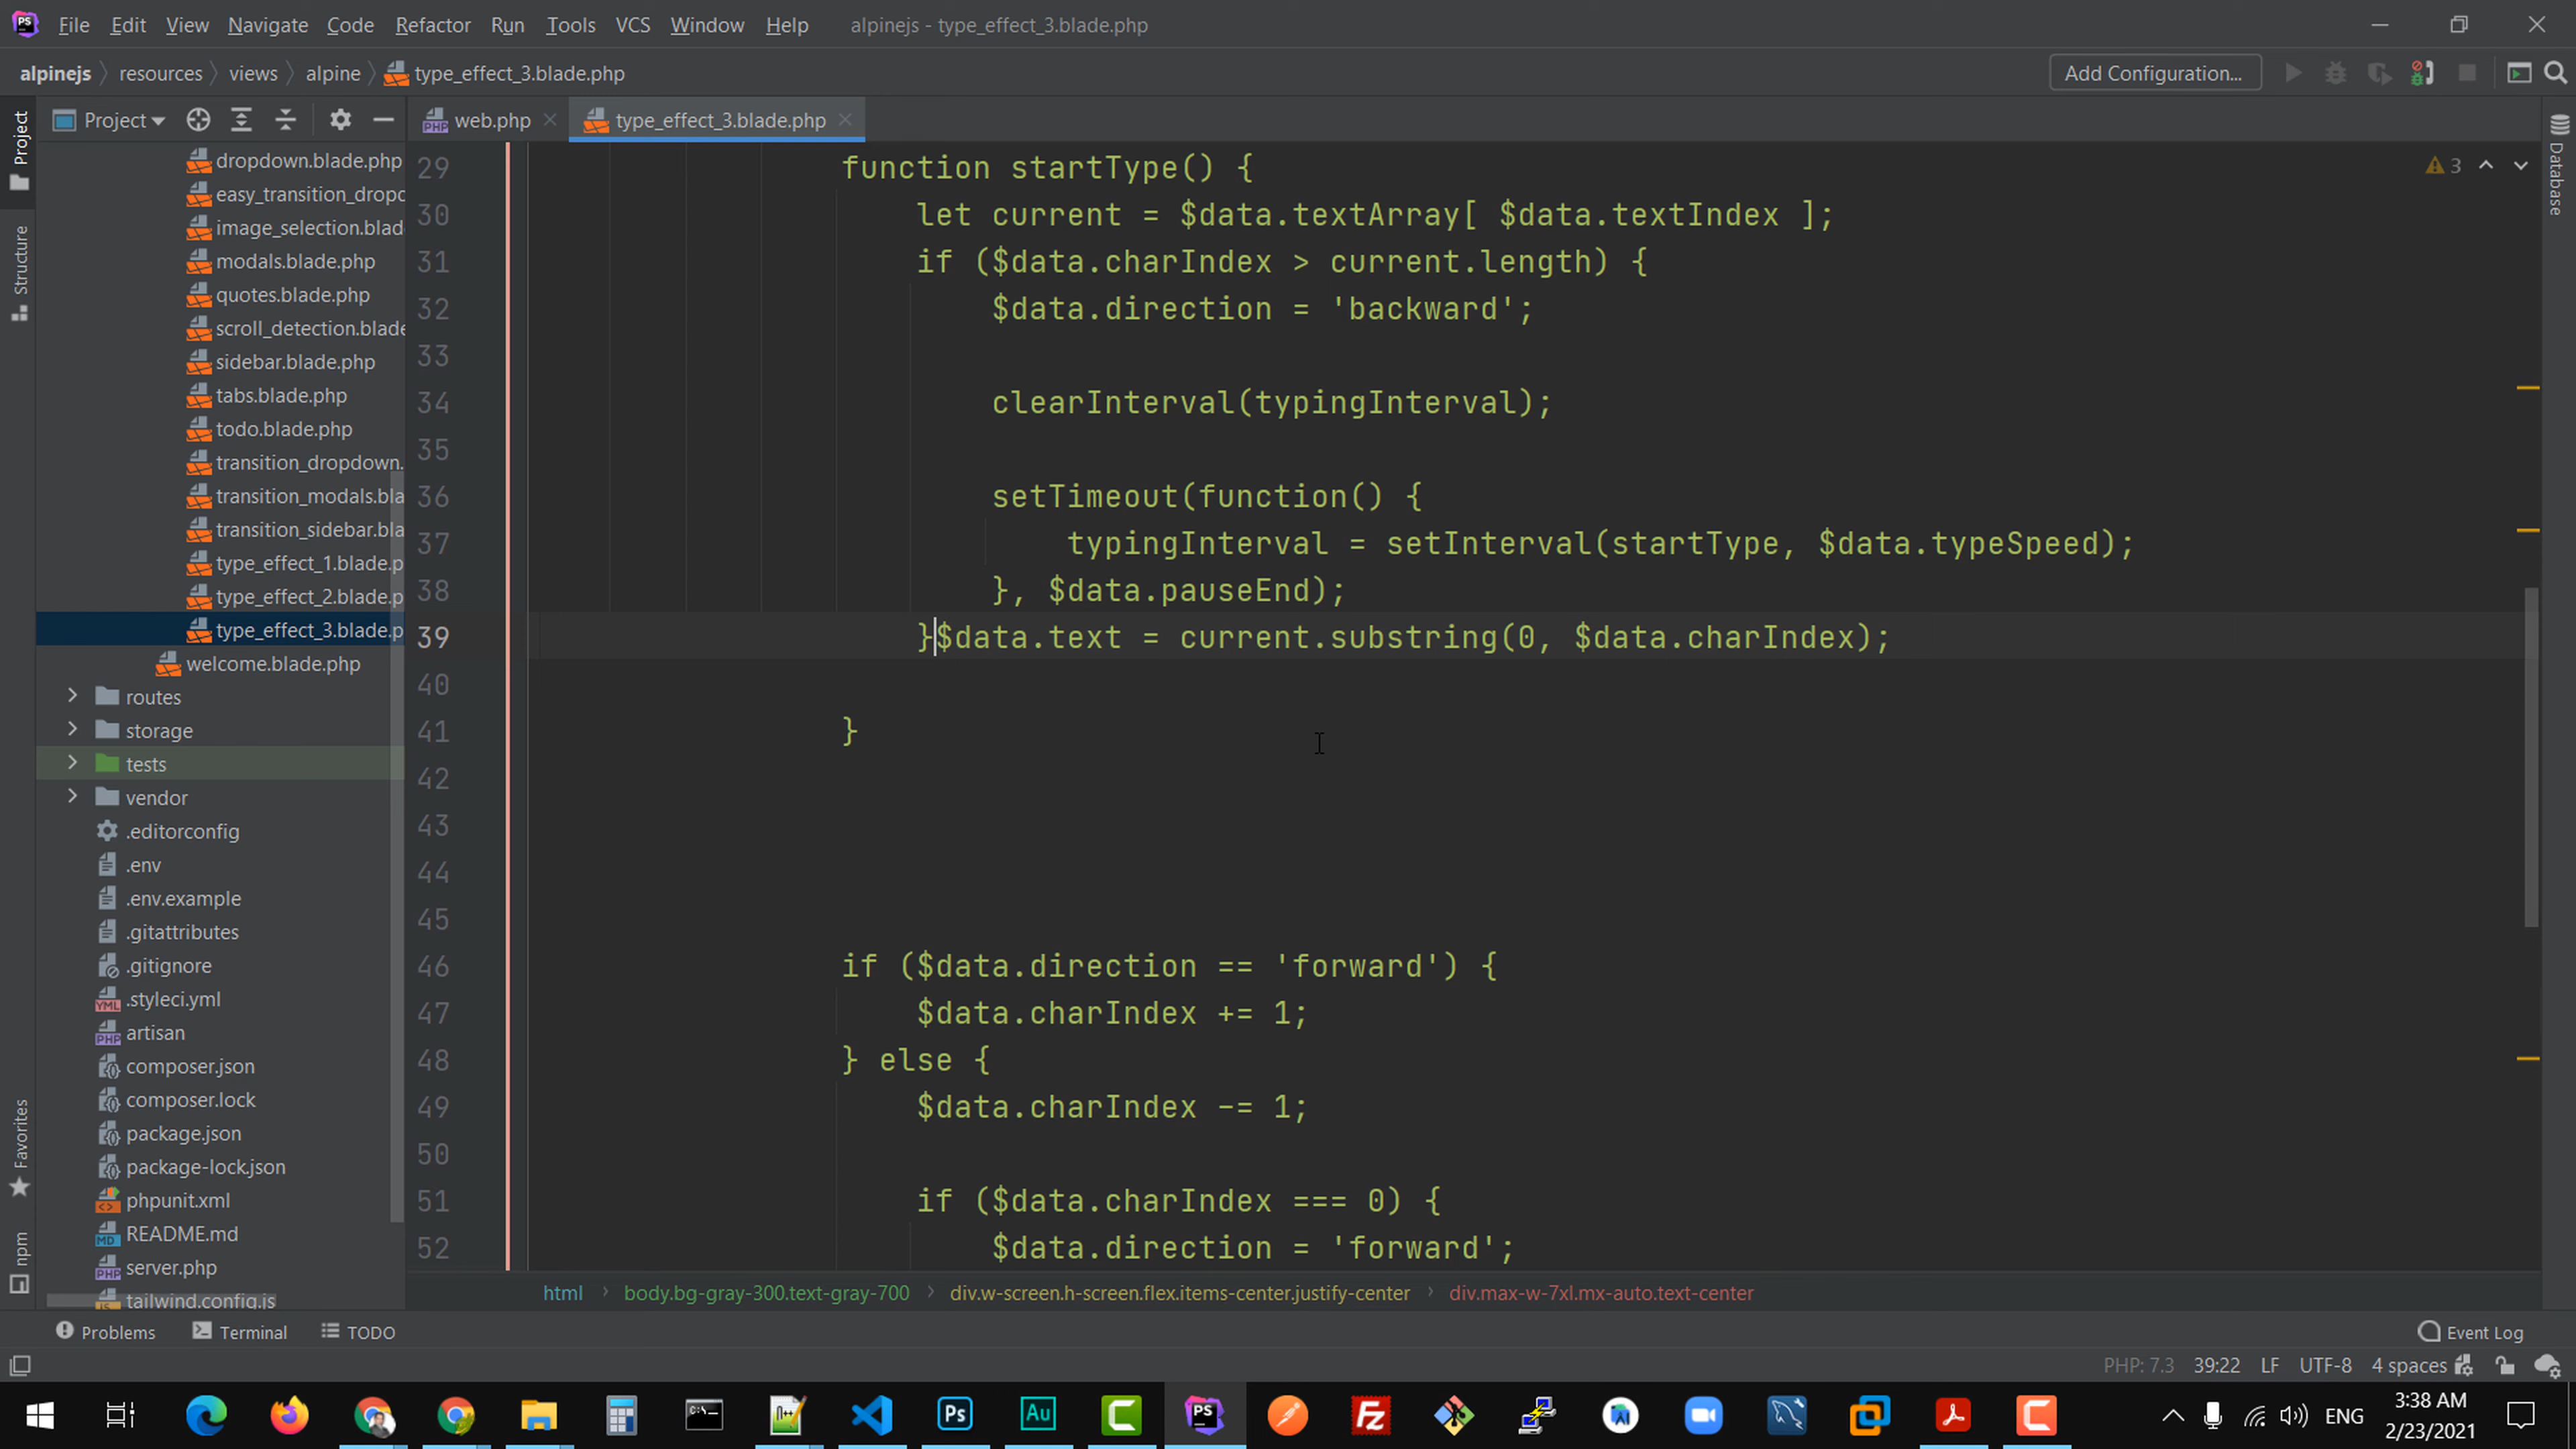 File Edit View Navigate Code Refactor Run Tools VCS Window Help alpinejs - type_effect_3.blade.php
alpinejs resources views alpine type_effect_3.blade.php Add Configuration...
Project web.php type_effect_3.blade.php
Project
Structure
Favorites
npm
Database
dropdown.blade.php
easy_transition_dropd
image_selection.blad
modals.blade.php
quotes.blade.php
scroll_detection.blade
sidebar.blade.php
tabs.blade.php
todo.blade.php
transition_dropdown.
transition_modals.bla
transition_sidebar.bla
type_effect_1.blade.p
type_effect_2.blade.p
type_effect_3.blade.p
welcome.blade.php
routes
storage
tests
vendor
.editorconfig
.env
.env.example
.gitattributes
.gitignore
.styleci.yml
artisan
composer.json
composer.lock
package.json
package-lock.json
phpunit.xml
README.md
server.php
tailwind.config.js
3
29 function startType() {
30 let current = $data.textArray[ $data.textIndex ];
31 if ($data.charIndex > current.length) {
32 $data.direction = 'backward';
33
34 clearInterval(typingInterval);
35
36 setTimeout(function() {
37 typingInterval = setInterval(startType, $data.typeSpeed);
38 }, $data.pauseEnd);
39 }$data.text = current.substring(0, $data.charIndex);
40
41 }
42
43
44
45
46 if ($data.direction == 'forward') {
47 $data.charIndex += 1;
48 } else {
49 $data.charIndex -= 1;
50
51 if ($data.charIndex === 0) {
52 $data.direction = 'forward';
html body.bg-gray-300.text-gray-700 div.w-screen.h-screen.flex.items-center.justify-center div.max-w-7xl.mx-auto.text-center
Problems Terminal TODO Event Log
PHP: 7.3 39:22 LF UTF-8 4 spaces
ENG 3:38 AM
2/23/2021